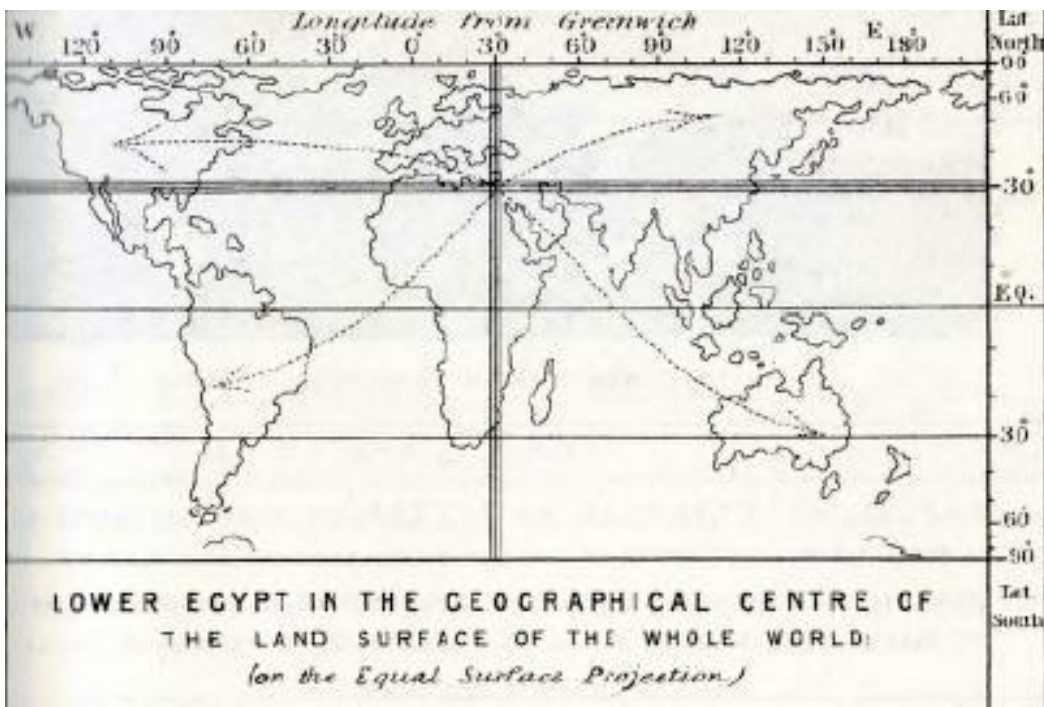 Longitude from Greenwich
W 120° 90° 60° 30° 0° 30° 60° 90° 120° 150° E 180°
Lat.
North
90°
60°
30°
EQ.
30°
60°
90°
Lat.
South
LOWER EGYPT IN THE GEOGRAPHICAL CENTRE OF
THE LAND SURFACE OF THE WHOLE WORLD:
(on the Equal Surface Projection)